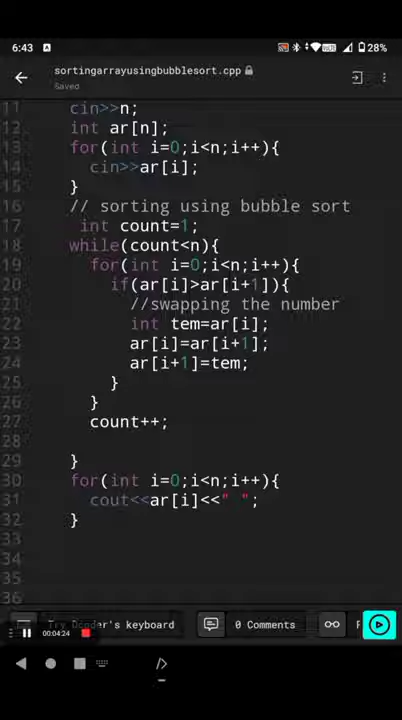 6:43 A 28%
sortingarrayusingbubblesort.cpp
Saved
11 cin>>n;
12 int ar[n];
13 for(int i=0;i<n;i++){
14 cin>>ar[i];
15 }
16 // sorting using bubble sort
17 int count=1;
18 while(count<n){
19 for(int i=0;i<n;i++){
20 if(ar[i]>ar[i+1]){
21 //swapping the number
22 int tem=ar[i];
23 ar[i]=ar[i+1];
24 ar[i+1]=tem;
25 }
26 }
27 count++;
28
29 }
30 for(int i=0;i<n;i++){
31 cout<<ar[i]<<" ";
32 }
33
34
35
36
Try Dcoder's keyboard 0 Comments
00:04:24